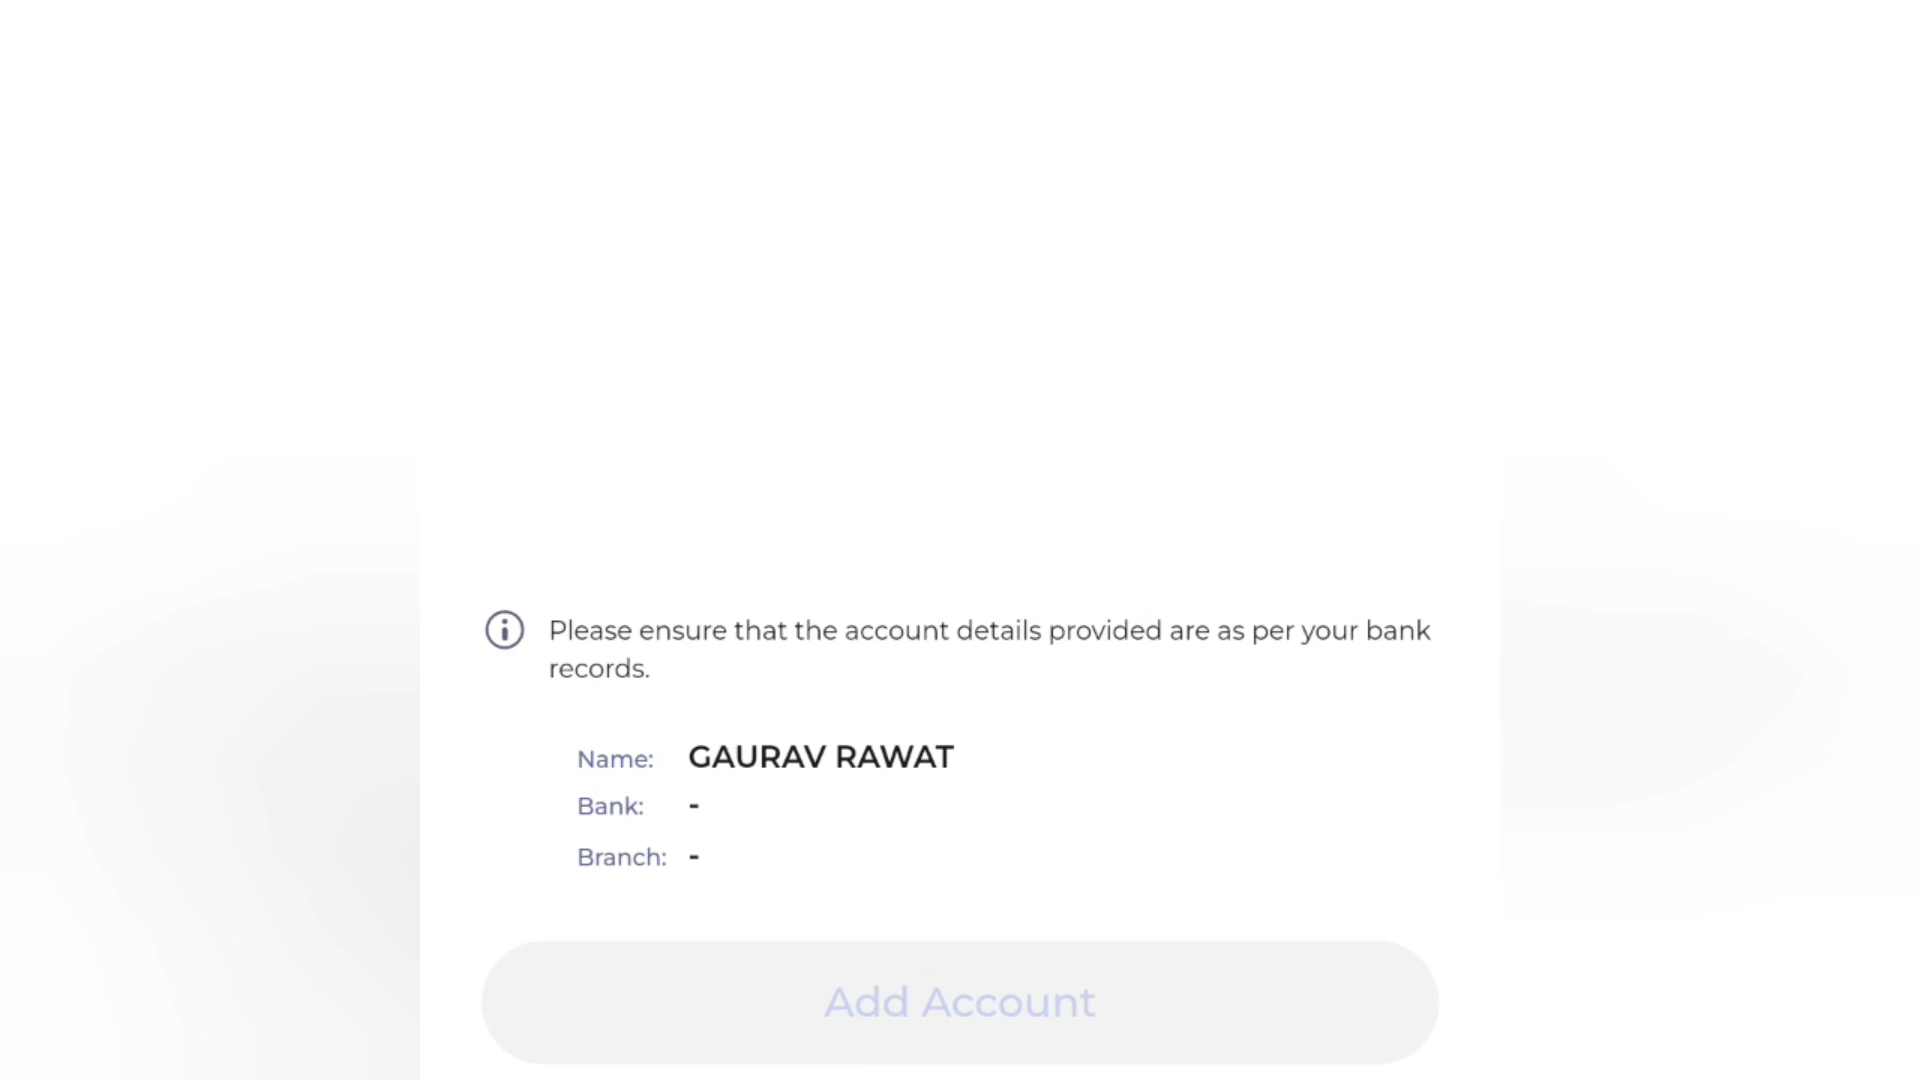 Please ensure that the account details provided are as per your bank
records.
Name: GAURAV RAWAT
Bank: -
Branch: -
Add Account